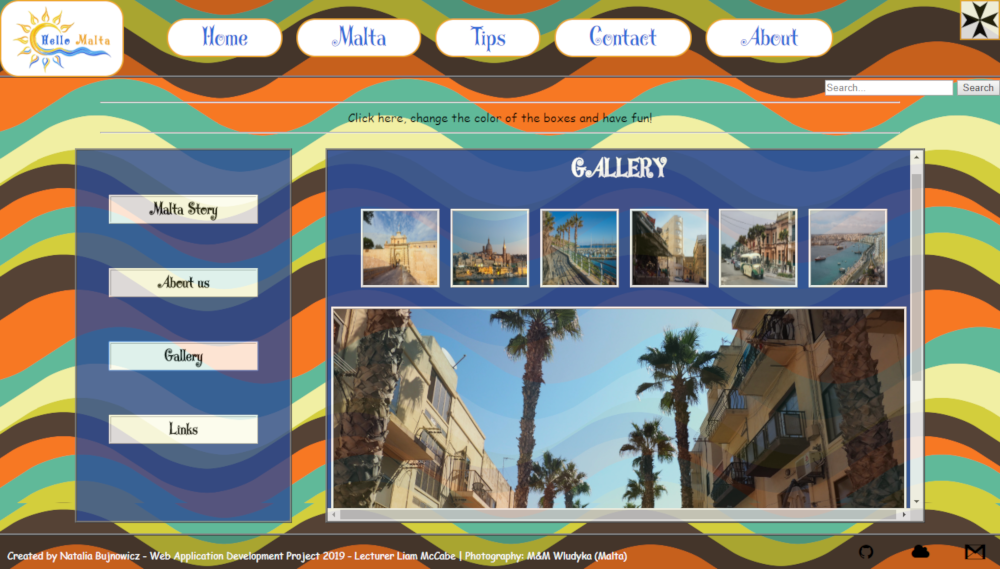 Hello Malta
Home
Malta
Tips
Contact
About
Search...
Search
Click here, change the color of the boxes and have fun!
Malta Story
About us
Gallery
Links
GALLERY
Created by Natalia Bujnowicz - Web Application Development Project 2019 - Lecturer Liam McCabe | Photography: M&M Wludyka (Malta)